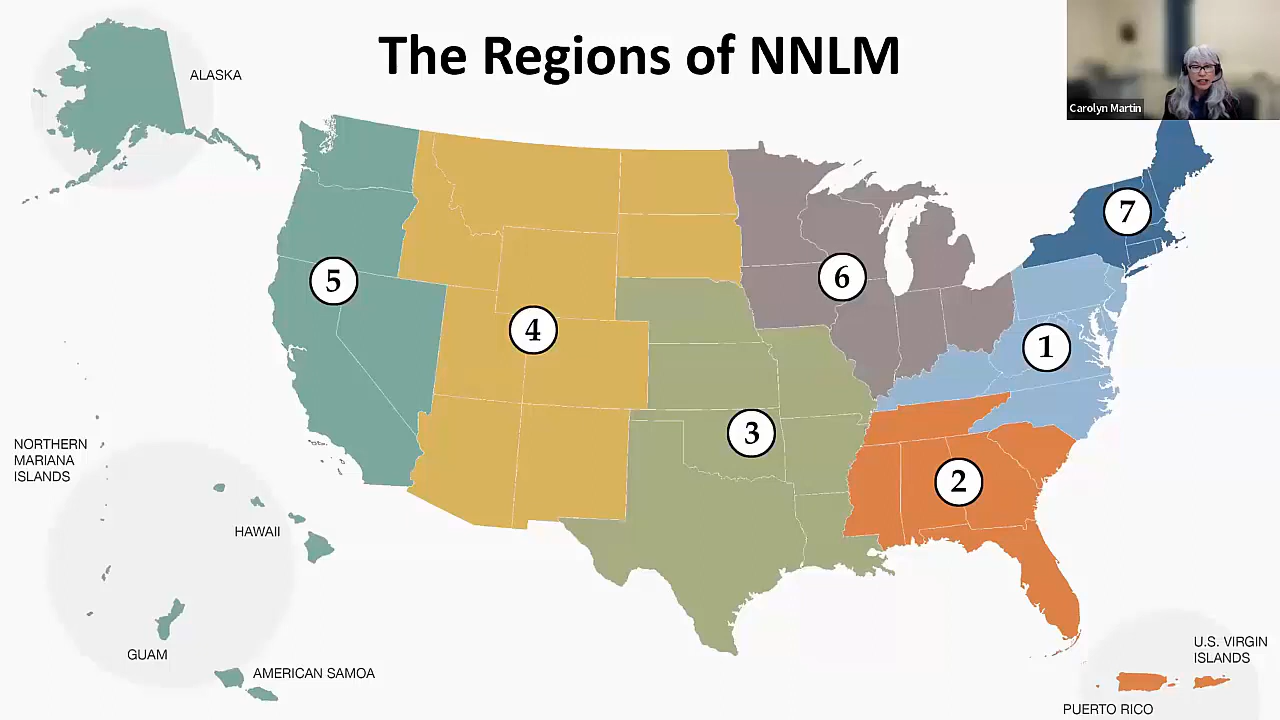 The Regions of NNLM
Carolyn Martin
ALASKA
7
5
6
4
1
3
NORTHERN
MARIANA
ISLANDS
2
HAWAII
GUAM
AMERICAN SAMOA
U.S. VIRGIN
ISLANDS
PUERTO RICO